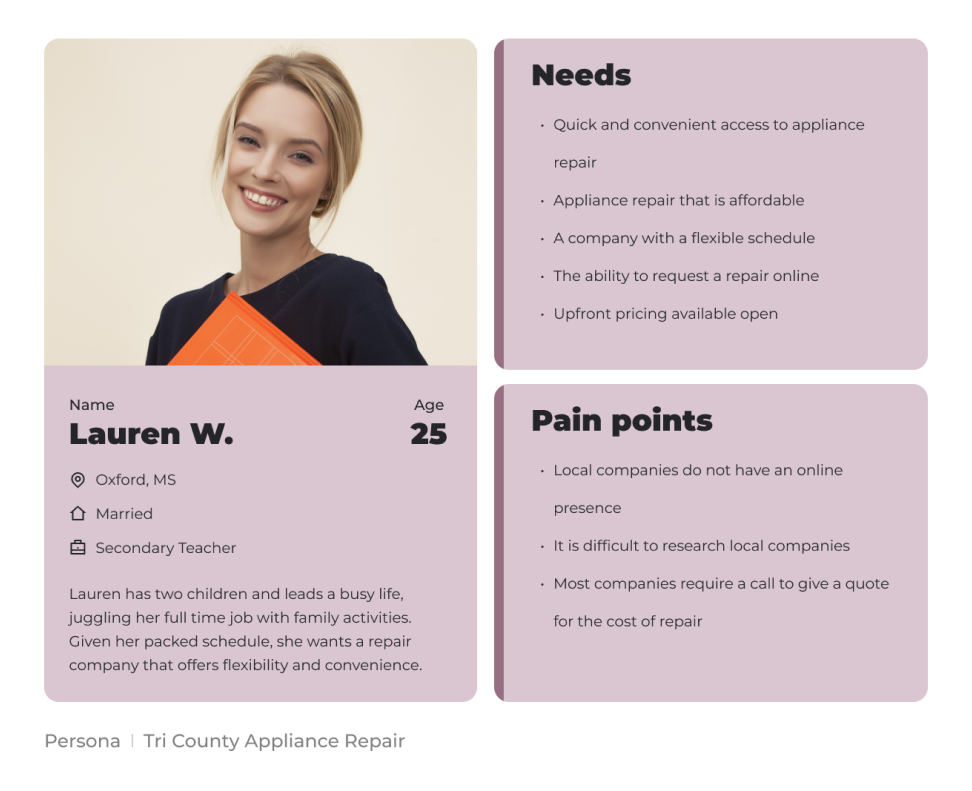 Name
Age
Lauren W.
25
Oxford, MS
Married
Secondary Teacher
Lauren has two children and leads a busy life,
juggling her full time job with family activities.
Given her packed schedule, she wants a repair
company that offers flexibility and convenience.
Needs
• Quick and convenient access to appliance
repair
• Appliance repair that is affordable
• A company with a flexible schedule
• The ability to request a repair online
• Upfront pricing available open
Pain points
• Local companies do not have an online
presence
• It is difficult to research local companies
• Most companies require a call to give a quote
for the cost of repair
Persona | Tri County Appliance Repair